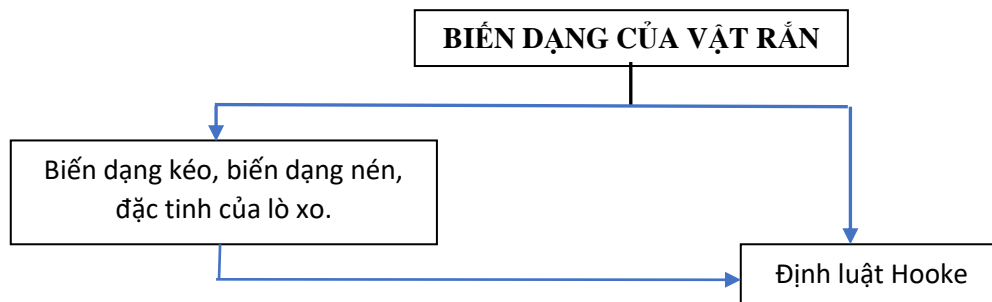 BIẾN DẠNG CỦA VẬT RẮN
Biến dạng kéo, biến dạng nén,
đặc tinh của lò xo.
Định luật Hooke